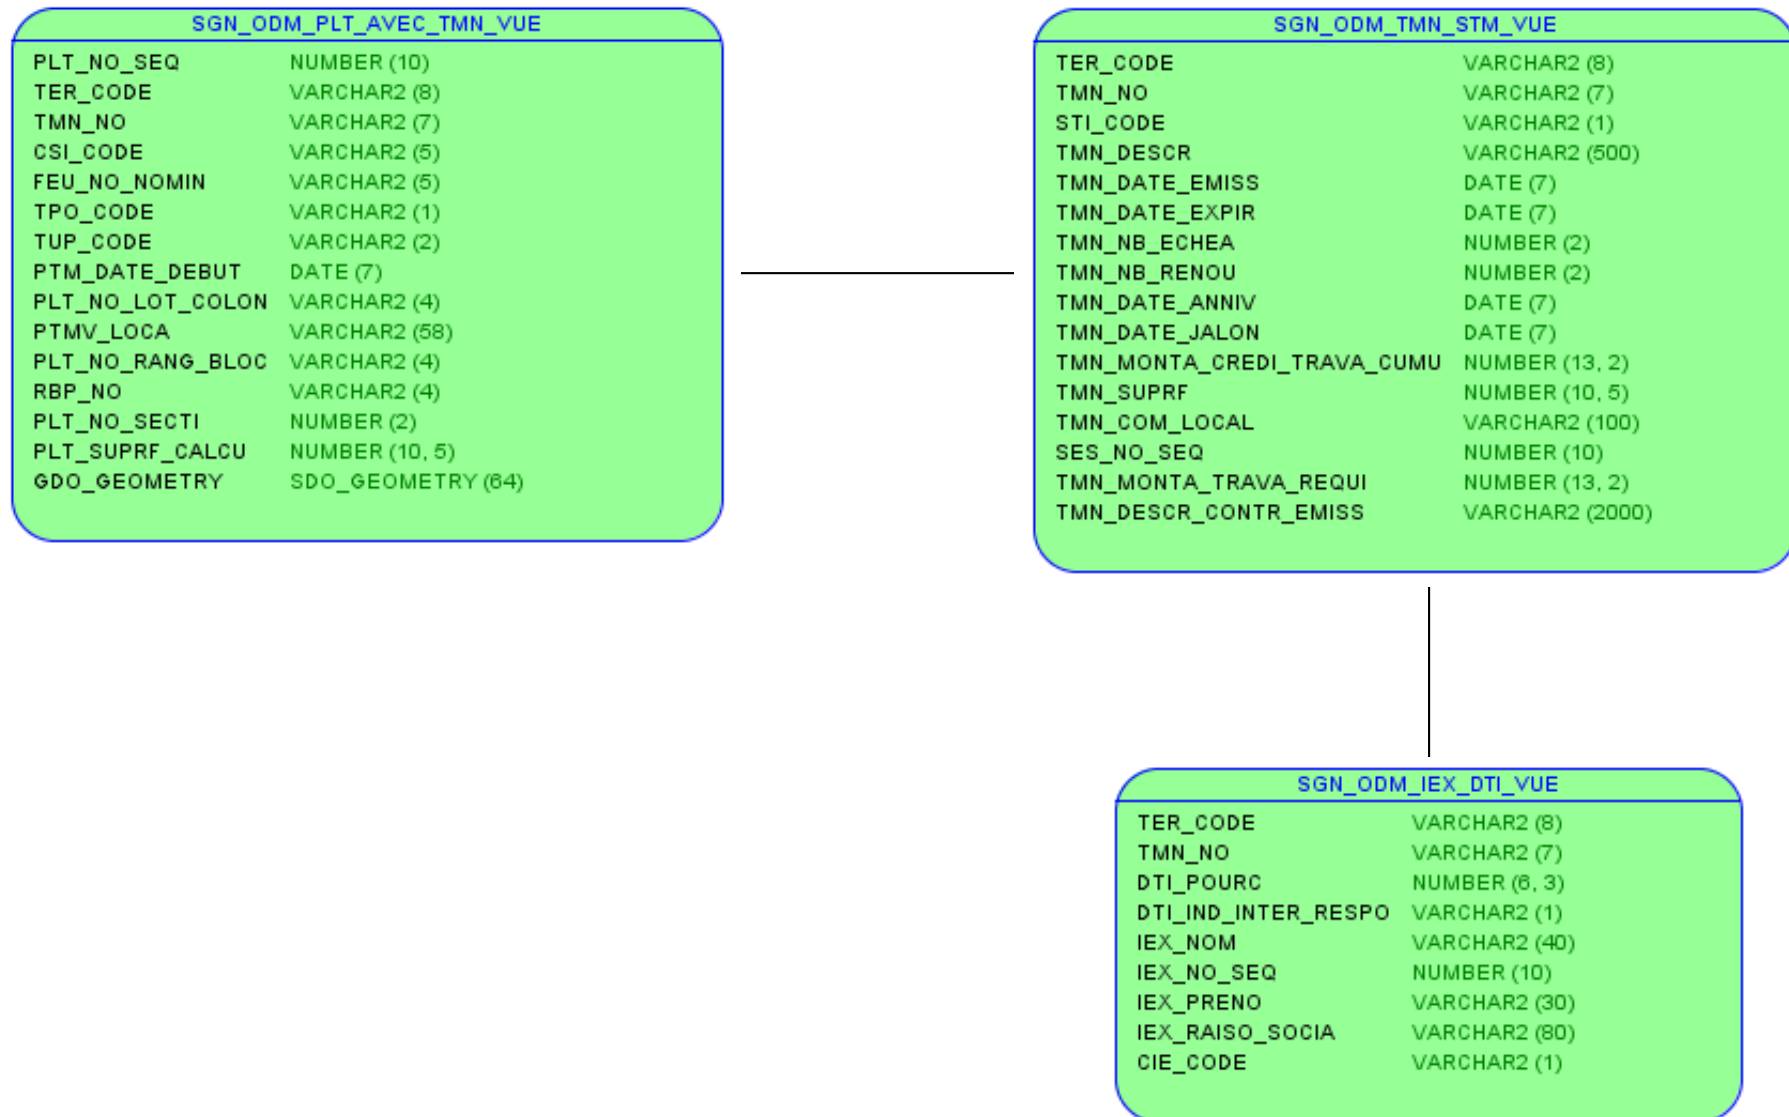 SGN_ODM_PLT_AVEC_TMN_VUE
PLT_NO_SEQ NUMBER (10)
TER_CODE VARCHAR2 (8)
TMN_NO VARCHAR2 (7)
CSI_CODE VARCHAR2 (5)
FEU_NO_NOMIN VARCHAR2 (5)
TPO_CODE VARCHAR2 (1)
TUP_CODE VARCHAR2 (2)
PTM_DATE_DEBUT DATE (7)
PLT_NO_LOT_COLON VARCHAR2 (4)
PTMV_LOCA VARCHAR2 (58)
PLT_NO_RANG_BLOC VARCHAR2 (4)
RBP_NO VARCHAR2 (4)
PLT_NO_SECTI NUMBER (2)
PLT_SUPRF_CALCU NUMBER (10, 5)
GDO_GEOMETRY SDO_GEOMETRY (64)
SGN_ODM_TMN_STM_VUE
TER_CODE VARCHAR2 (8)
TMN_NO VARCHAR2 (7)
STI_CODE VARCHAR2 (1)
TMN_DESCR VARCHAR2 (500)
TMN_DATE_EMISS DATE (7)
TMN_DATE_EXPIR DATE (7)
TMN_NB_ECHEA NUMBER (2)
TMN_NB_RENOU NUMBER (2)
TMN_DATE_ANNIV DATE (7)
TMN_DATE_JALON DATE (7)
TMN_MONTA_CREDI_TRAVA_CUMU NUMBER (13, 2)
TMN_SUPRF NUMBER (10, 5)
TMN_COM_LOCAL VARCHAR2 (100)
SES_NO_SEQ NUMBER (10)
TMN_MONTA_TRAVA_REQUI NUMBER (13, 2)
TMN_DESCR_CONTR_EMISS VARCHAR2 (2000)
SGN_ODM_IEX_DTI_VUE
TER_CODE VARCHAR2 (8)
TMN_NO VARCHAR2 (7)
DTI_POURC NUMBER (6, 3)
DTI_IND_INTER_RESPO VARCHAR2 (1)
IEX_NOM VARCHAR2 (40)
IEX_NO_SEQ NUMBER (10)
IEX_PRENO VARCHAR2 (30)
IEX_RAISO_SOCIA VARCHAR2 (80)
CIE_CODE VARCHAR2 (1)